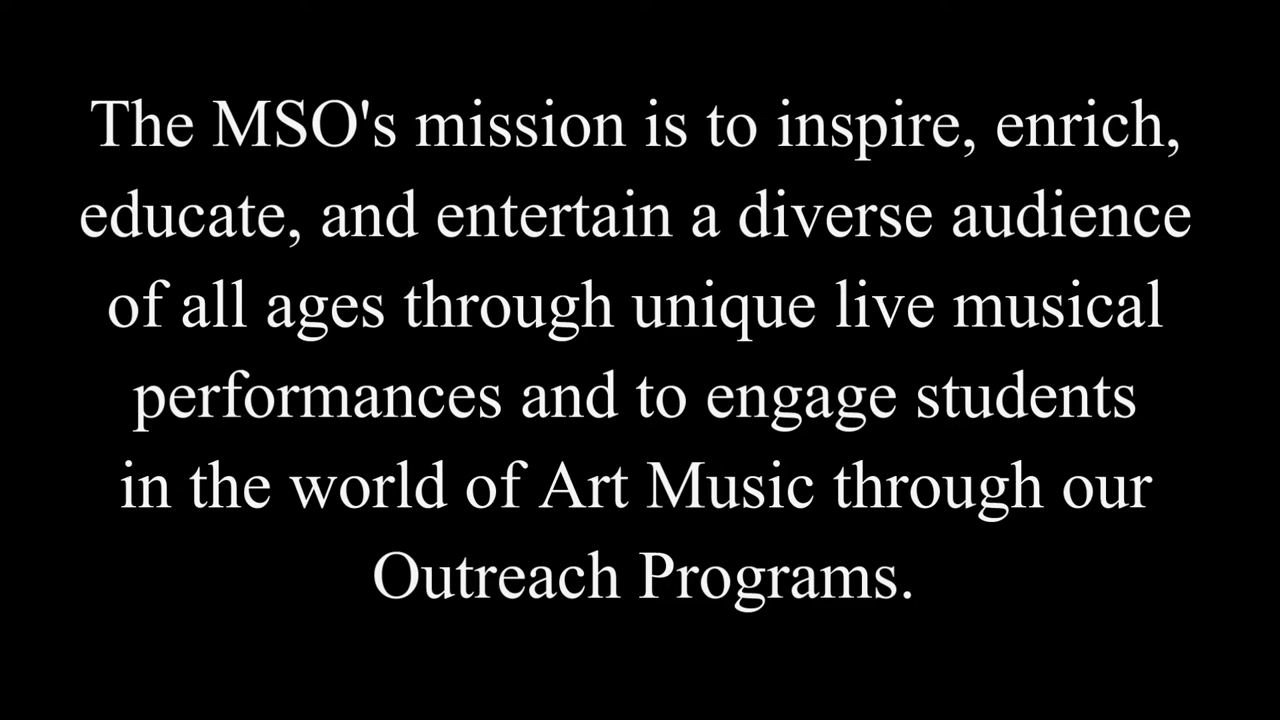 The MSO's mission is to inspire, enrich,
educate, and entertain a diverse audience
of all ages through unique live musical
performances and to engage students
in the world of Art Music through our
Outreach Programs.